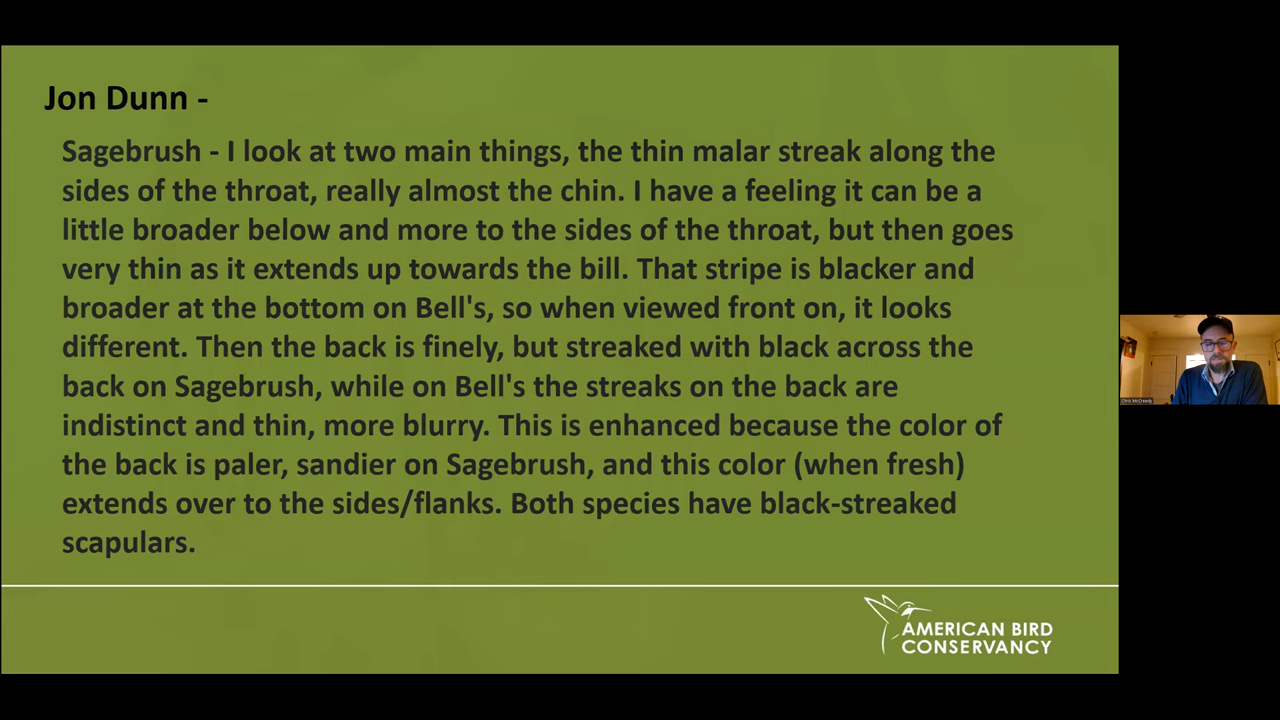 Jon Dunn -
Sagebrush - I look at two main things, the thin malar streak along the
sides of the throat, really almost the chin. I have a feeling it can be a
little broader below and more to the sides of the throat, but then goes
very thin as it extends up towards the bill. That stripe is blacker and
broader at the bottom on Bell's, so when viewed front on, it looks
different. Then the back is finely, but streaked with black across the
back on Sagebrush, while on Bell's the streaks on the back are
indistinct and thin, more blurry. This is enhanced because the color of
the back is paler, sandier on Sagebrush, and this color (when fresh)
extends over to the sides/flanks. Both species have black-streaked
scapulars.
AMERICAN BIRD
CONSERVANCY
Chris McCreedy